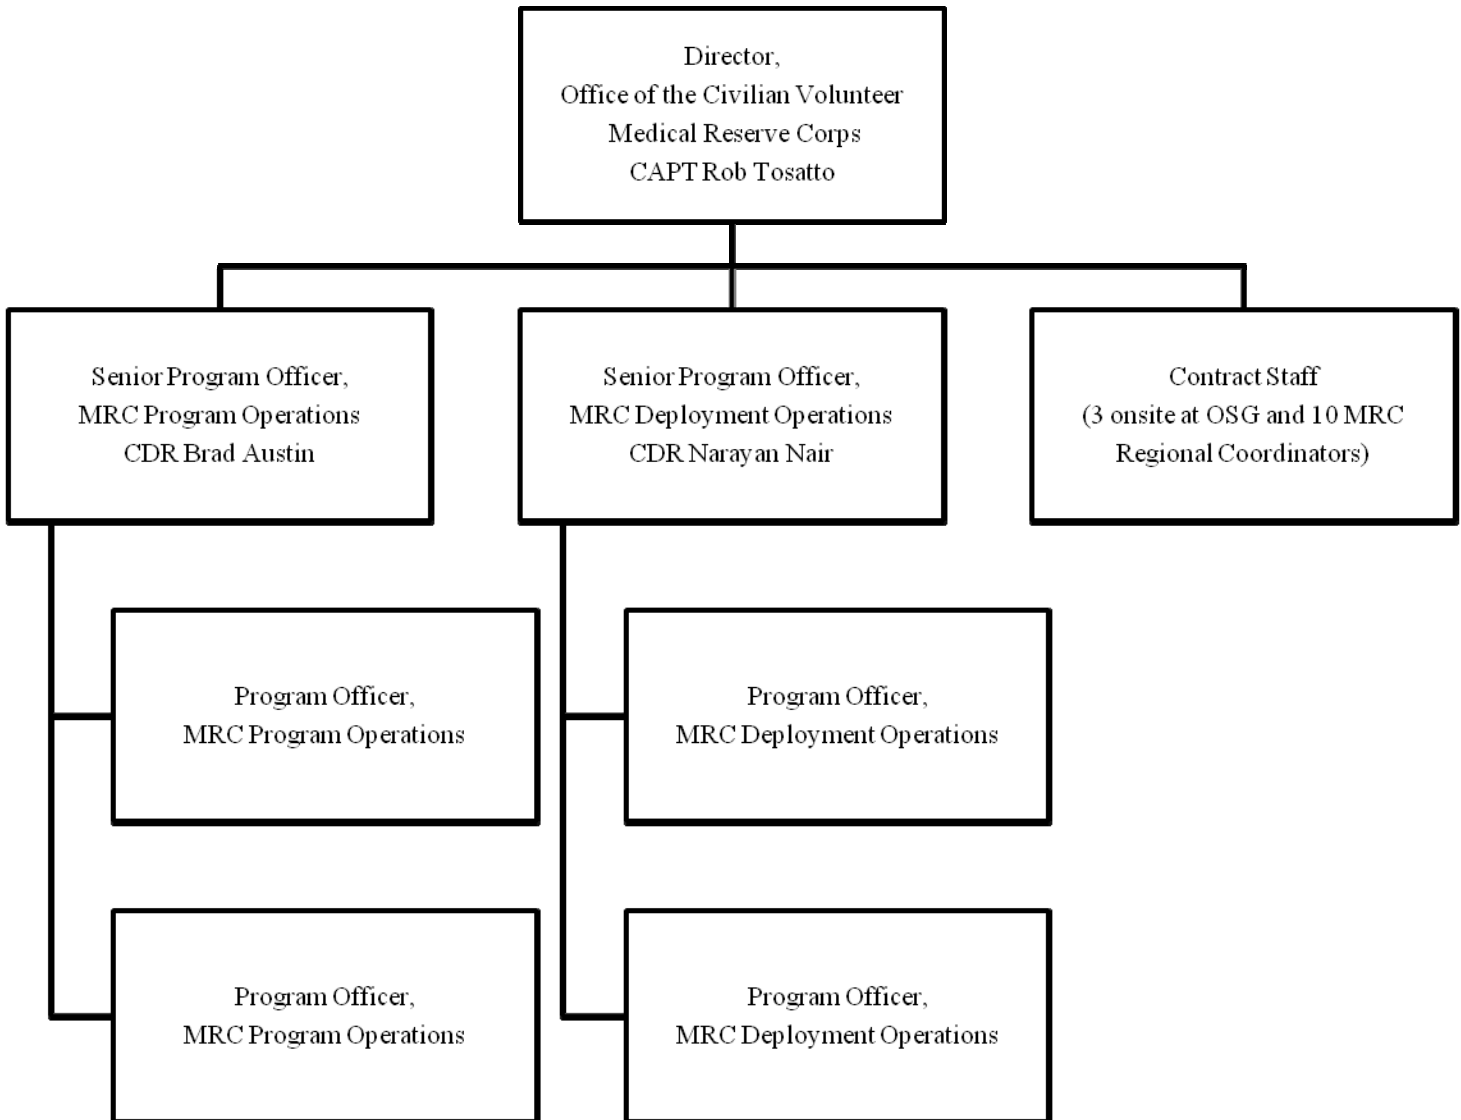 Director,
Office of the Civilian Volunteer
Medical Reserve Corps
CAPT Rob Tosatto
Senior Program Officer,
MRC Program Operations
CDR Brad Austin
Senior Program Officer,
MRC Deployment Operations
CDR Narayan Nair
Contract Staff
(3 onsite at OSG and 10 MRC
Regional Coordinators)
Program Officer,
MRC Program Operations
Program Officer,
MRC Deployment Operations
Program Officer,
MRC Program Operations
Program Officer,
MRC Deployment Operations